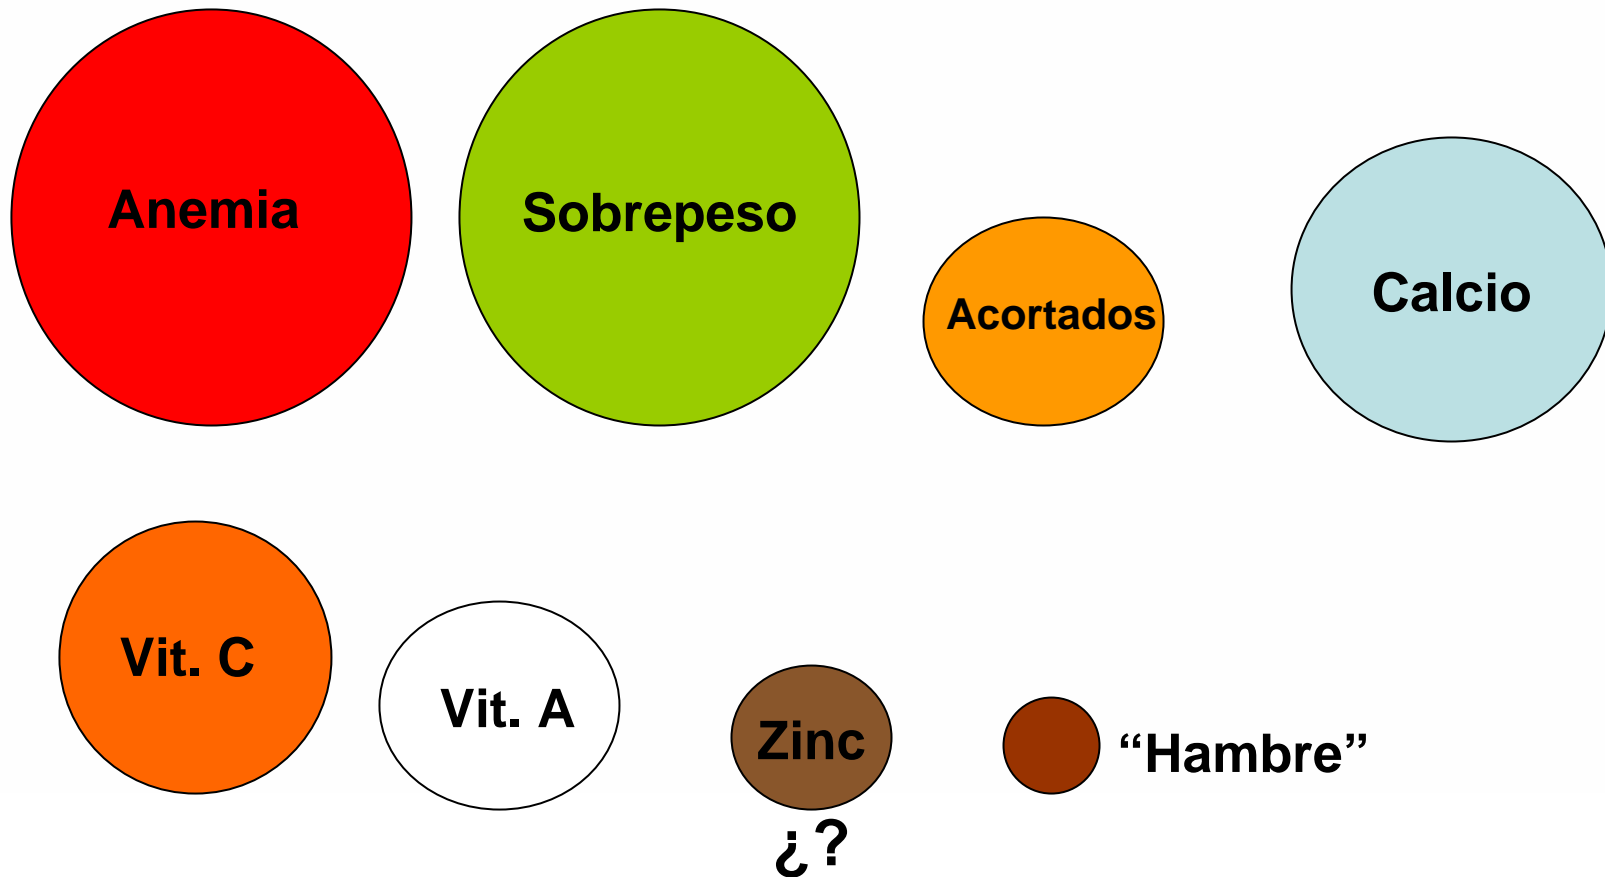 Anemia
Sobrepeso
Acortados
Calcio
Vit. C
Vit. A
Zinc
“Hambre”
¿?